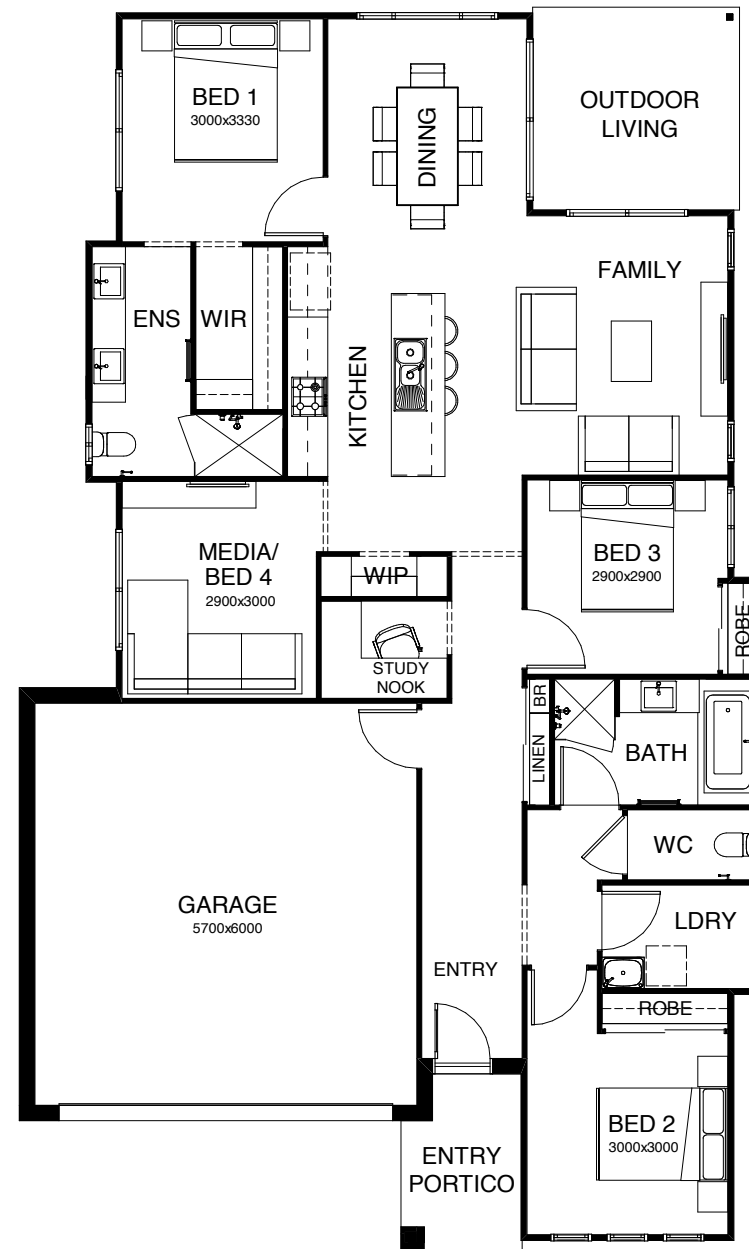 BED 1
3000x3330
DINING
OUTDOOR
LIVING
ENS
WIR
KITCHEN
FAMILY
MEDIA/
BED 4
2900x3000
WIP
STUDY
NOOK
BED 3
2900x2900
ROBE
BR
LINEN
BATH
WC
GARAGE
5700x6000
LDRY
ENTRY
ROBE
BED 2
3000x3000
ENTRY
PORTICO